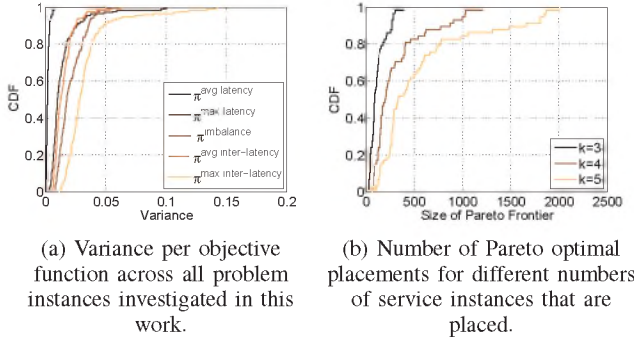 1
0.8
0.6
0.4
0.2
0
CDF
0 0.05 0.1 0.15 0.2
Variance
π^avg latency
π^max latency
π^imbalance
π^avg inter-latency
π^max inter-latency
(a) Variance per objective
function across all problem
instances investigated in this
work.
1
0.8
0.6
0.4
0.2
0
CDF
0 500 1000 1500 2000 2500
Size of Pareto Frontier
k=3
k=4
k=5
(b) Number of Pareto optimal
placements for different numbers
of service instances that are
placed.